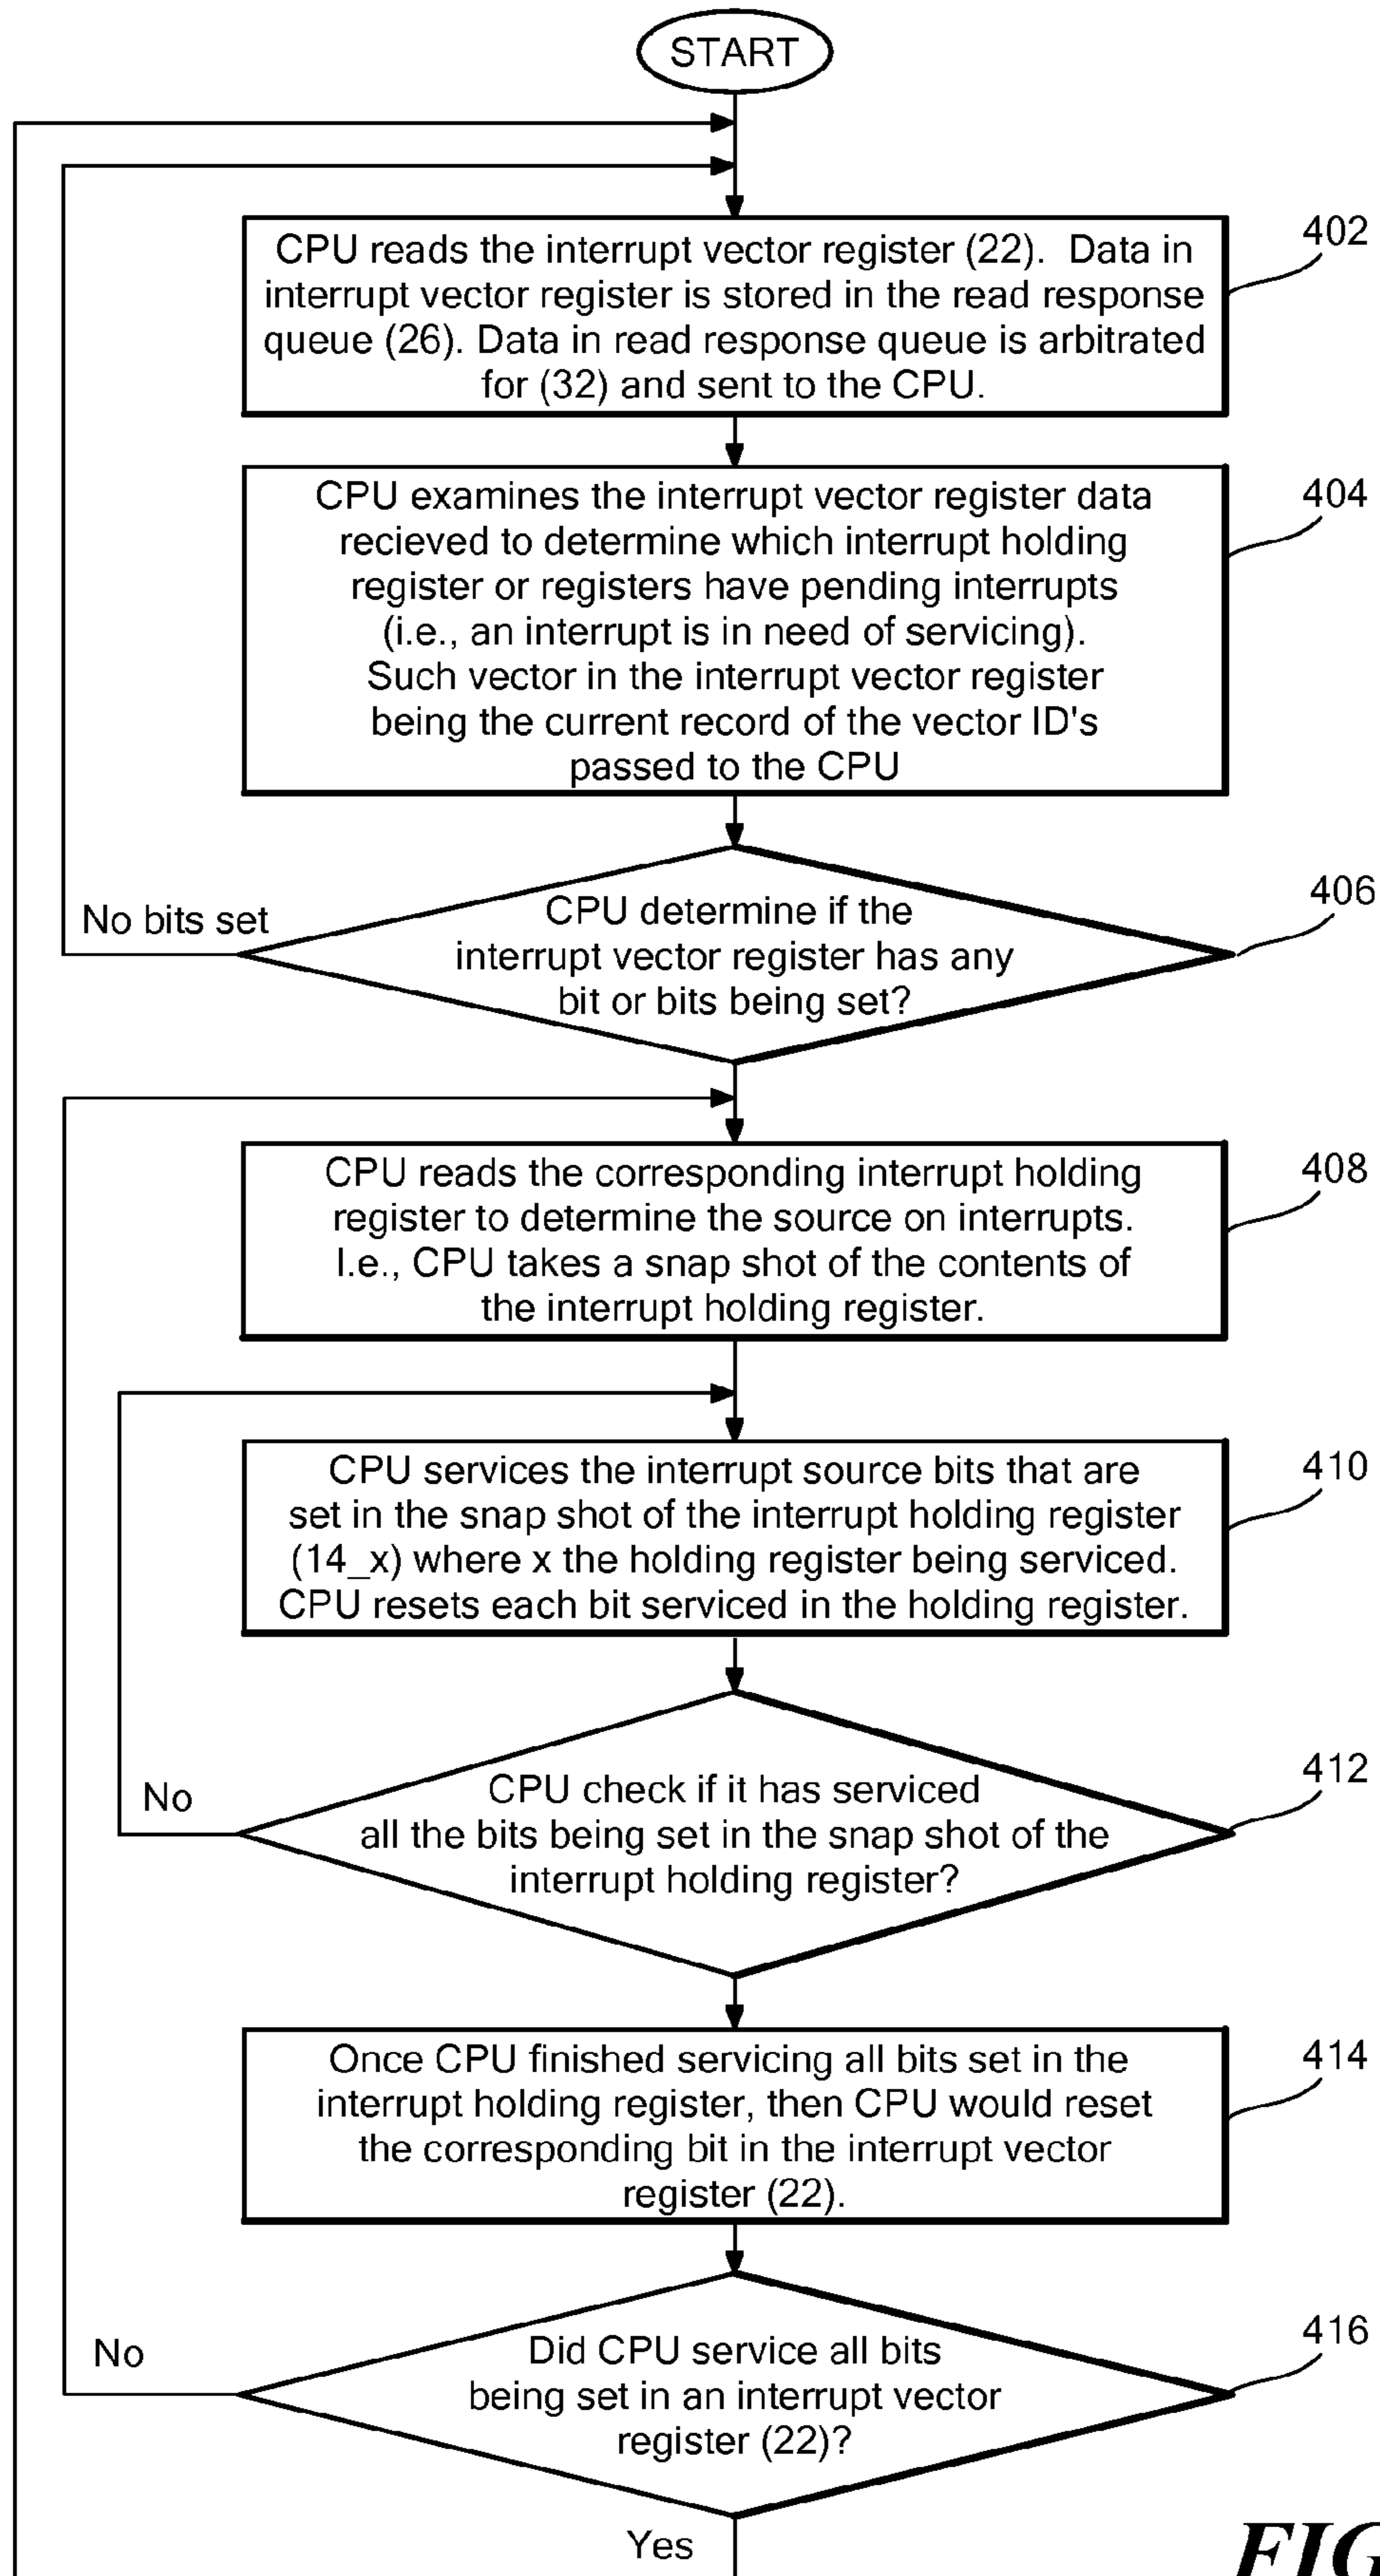 START
CPU reads the interrupt vector register (22). Data in
interrupt vector register is stored in the read response
queue (26). Data in read response queue is arbitrated
for (32) and sent to the CPU.
402
CPU examines the interrupt vector register data
recieved to determine which interrupt holding
register or registers have pending interrupts
(i.e., an interrupt is in need of servicing).
Such vector in the interrupt vector register
being the current record of the vector ID's
passed to the CPU
404
No bits set
CPU determine if the
interrupt vector register has any
bit or bits being set?
406
CPU reads the corresponding interrupt holding
register to determine the source on interrupts.
I.e., CPU takes a snap shot of the contents of
the interrupt holding register.
408
CPU services the interrupt source bits that are
set in the snap shot of the interrupt holding register
(14_x) where x the holding register being serviced.
CPU resets each bit serviced in the holding register.
410
No
CPU check if it has serviced
all the bits being set in the snap shot of the
interrupt holding register?
412
Once CPU finished servicing all bits set in the
interrupt holding register, then CPU would reset
the corresponding bit in the interrupt vector
register (22).
414
No
Did CPU service all bits
being set in an interrupt vector
register (22)?
416
Yes
FIG